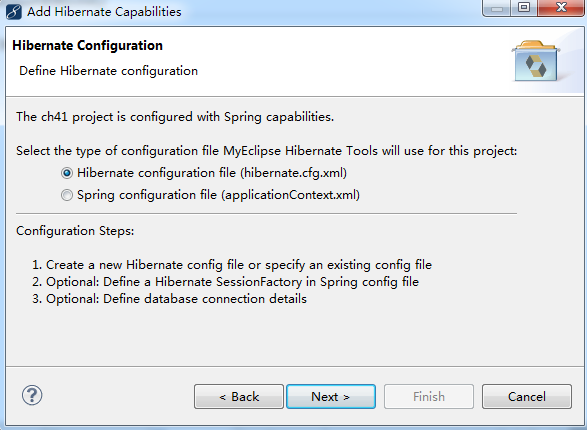 Add Hibernate Capabilities
Hibernate Configuration
Define Hibernate configuration
The ch41 project is configured with Spring capabilities.
Select the type of configuration file MyEclipse Hibernate Tools will use for this project:
Hibernate configuration file (hibernate.cfg.xml)
Spring configuration file (applicationContext.xml)
Configuration Steps:
1. Create a new Hibernate config file or specify an existing config file
2. Optional: Define a Hibernate SessionFactory in Spring config file
3. Optional: Define database connection details
? < Back Next > Finish Cancel